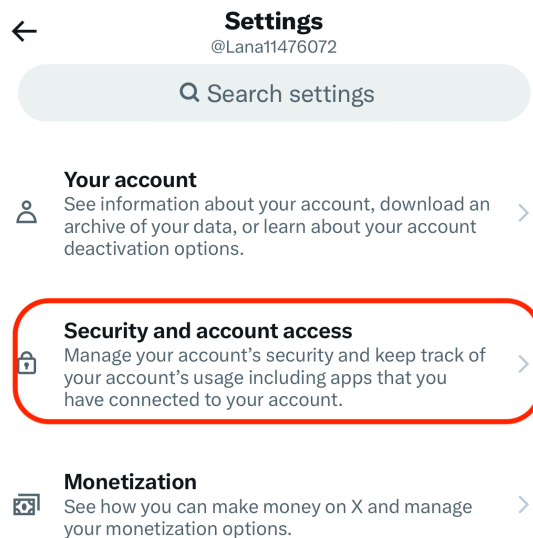 Settings
@Lana11476072
Search settings
Your account
See information about your account, download an
archive of your data, or learn about your account
deactivation options.
Security and account access
Manage your account’s security and keep track of
your account’s usage including apps that you
have connected to your account.
Monetization
See how you can make money on X and manage
your monetization options.